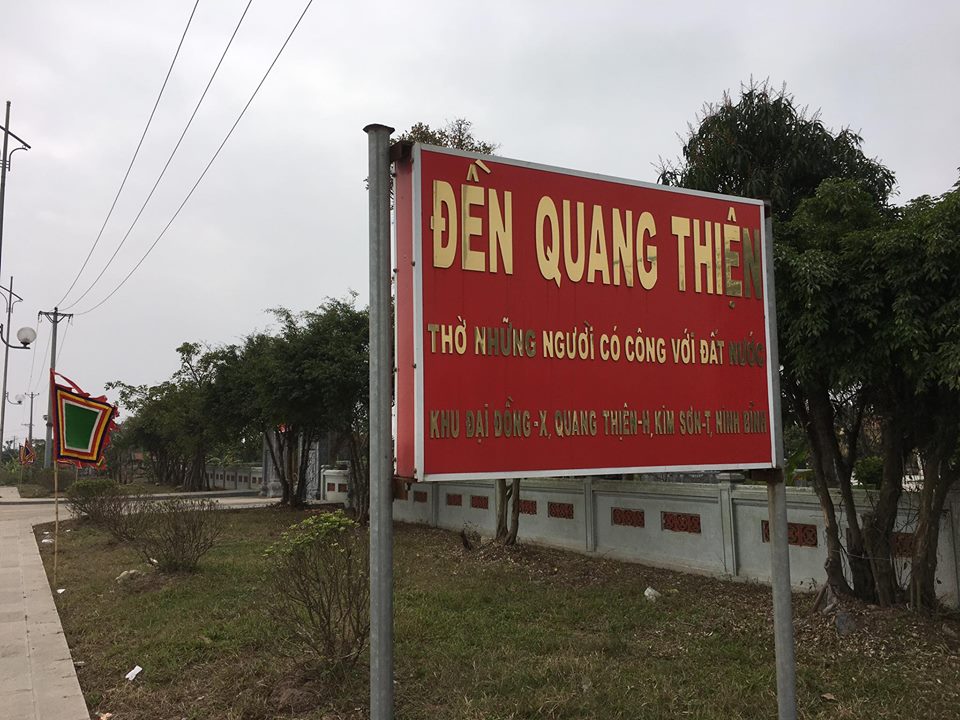 ĐỀN QUANG THIỆN
THỜ NHỮNG NGƯỜI CÓ CÔNG VỚI ĐẤT NƯỚC
KHU ĐẠI ĐỒNG-X, QUANG THIỆN-H, KIM SƠN-T, NINH BÌNH